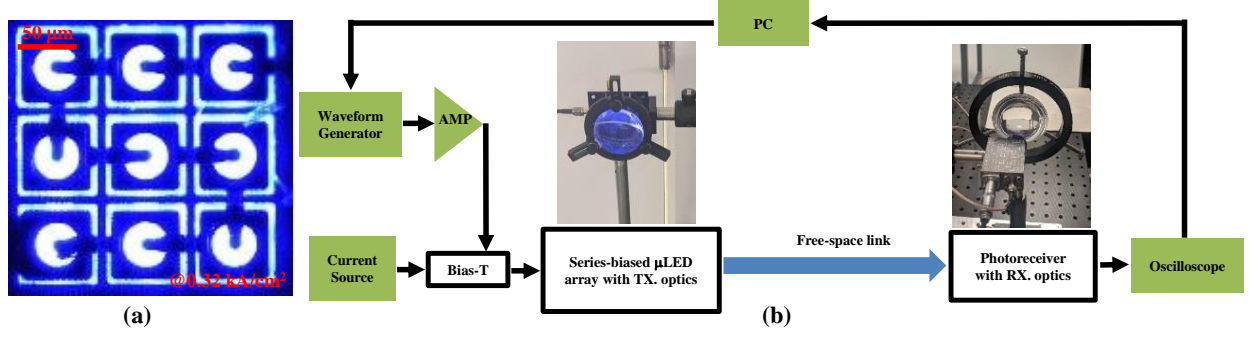 50 μm
@0.32 kA/cm²
(a)
PC
Waveform
Generator
AMP
Current
Source
Bias-T
Series-biased μLED
array with TX. optics
Free-space link
Photoreceiver
with RX. optics
Oscilloscope
(b)